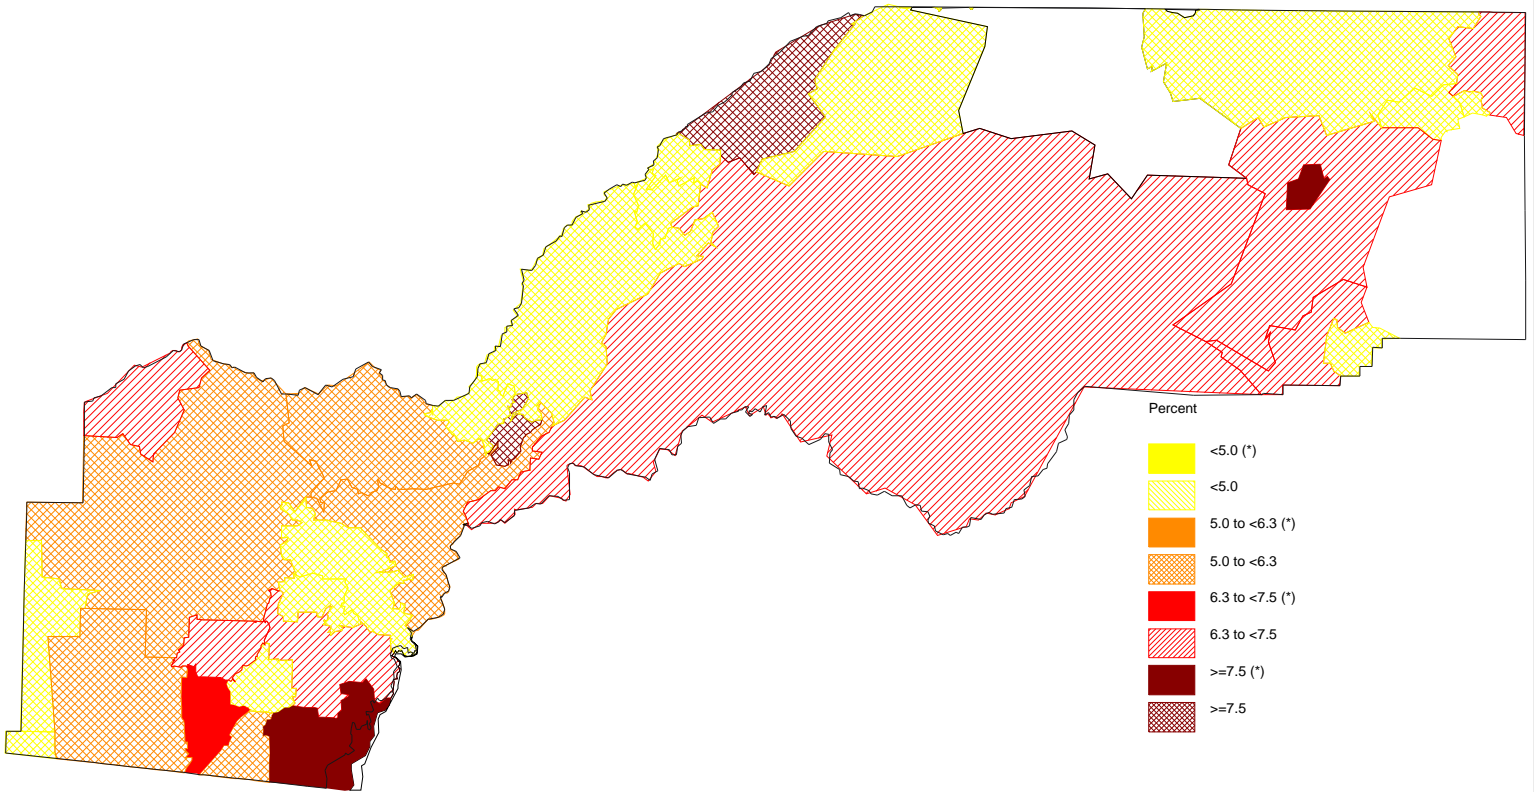 Percent
<5.0 (*)
<5.0
5.0 to <6.3 (*)
5.0 to <6.3
6.3 to <7.5 (*)
6.3 to <7.5
>=7.5 (*)
>=7.5